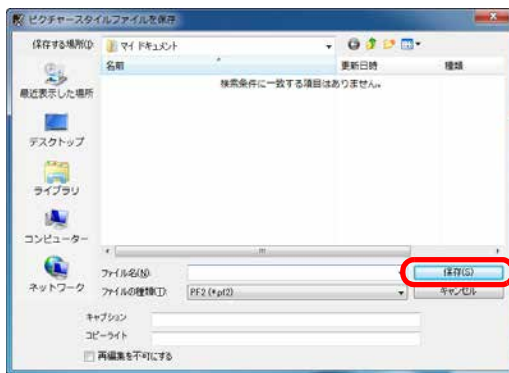 ピクチャースタイルファイルを保存
保存する場所(I): マイ ドキュメント
名前 更新日時 種類
検索条件に一致する項目はありません。
最近表示した場所
デスクトップ
ライブラリ
コンピューター
ネットワーク
ファイル名(N): 保存(S)
ファイルの種類(T): PF2 (*.pf2) キャンセル
キャプション
コピーライト
再編集を不可にする